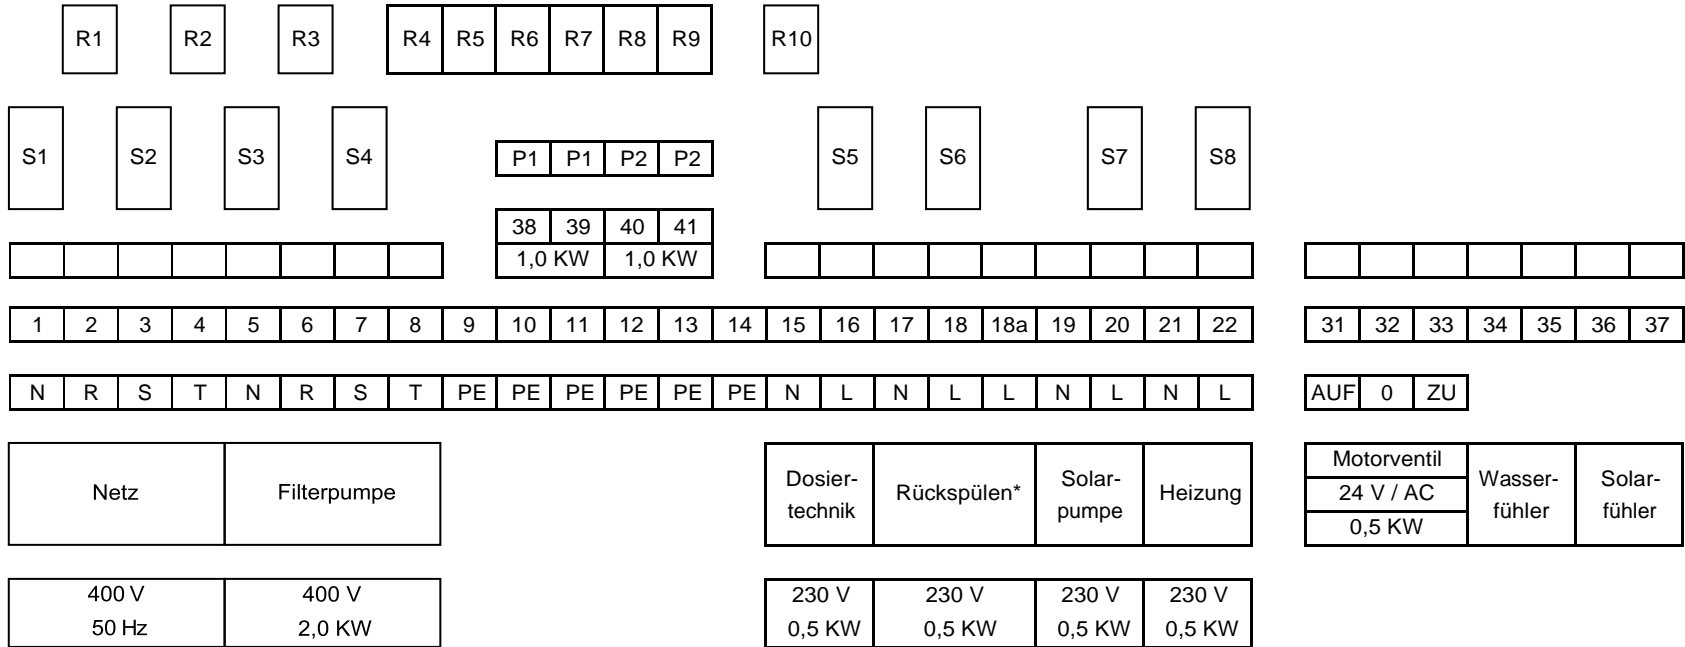 R1 R2 R3 R4 R5 R6 R7 R8 R9 R10
S1 S2 S3 S4 P1 P1 P2 P2 S5 S6 S7 S8
38 39 40 41
1,0 KW 1,0 KW
1 2 3 4 5 6 7 8 9 10 11 12 13 14 15 16 17 18 18a 19 20 21 22 31 32 33 34 35 36 37
N R S T N R S T PE PE PE PE PE PE N L N L L N L N L AUF 0 ZU
Netz
Filterpumpe
Dosier-
technik
Rückspülen*
Solar-
pumpe
Heizung
Motorventil
24 V / AC
0,5 KW
Wasser-
fühler
Solar-
fühler
400 V
50 Hz
400 V
2,0 KW
230 V
0,5 KW
230 V
0,5 KW
230 V
0,5 KW
230 V
0,5 KW